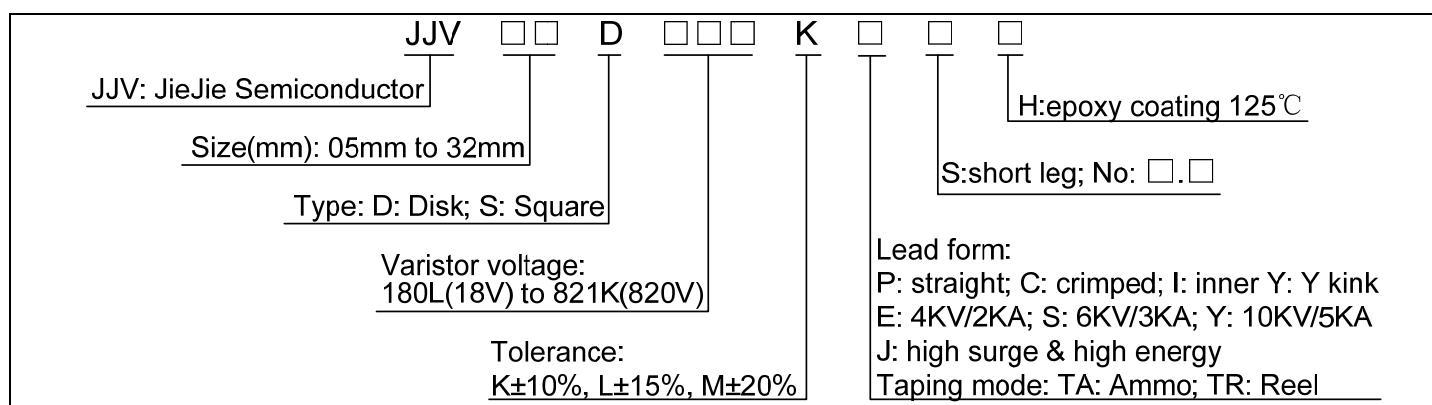 JJV □□ D □□□ K □ □ □
JJV: JieJie Semiconductor
H:epoxy coating 125℃
Size(mm): 05mm to 32mm
S:short leg; No: □.□
Type: D: Disk; S: Square
Lead form:
P: straight; C: crimped; I: inner Y: Y kink
E: 4KV/2KA; S: 6KV/3KA; Y: 10KV/5KA
J: high surge & high energy
Taping mode: TA: Ammo; TR: Reel
Varistor voltage:
180L(18V) to 821K(820V)
Tolerance:
K±10%, L±15%, M±20%